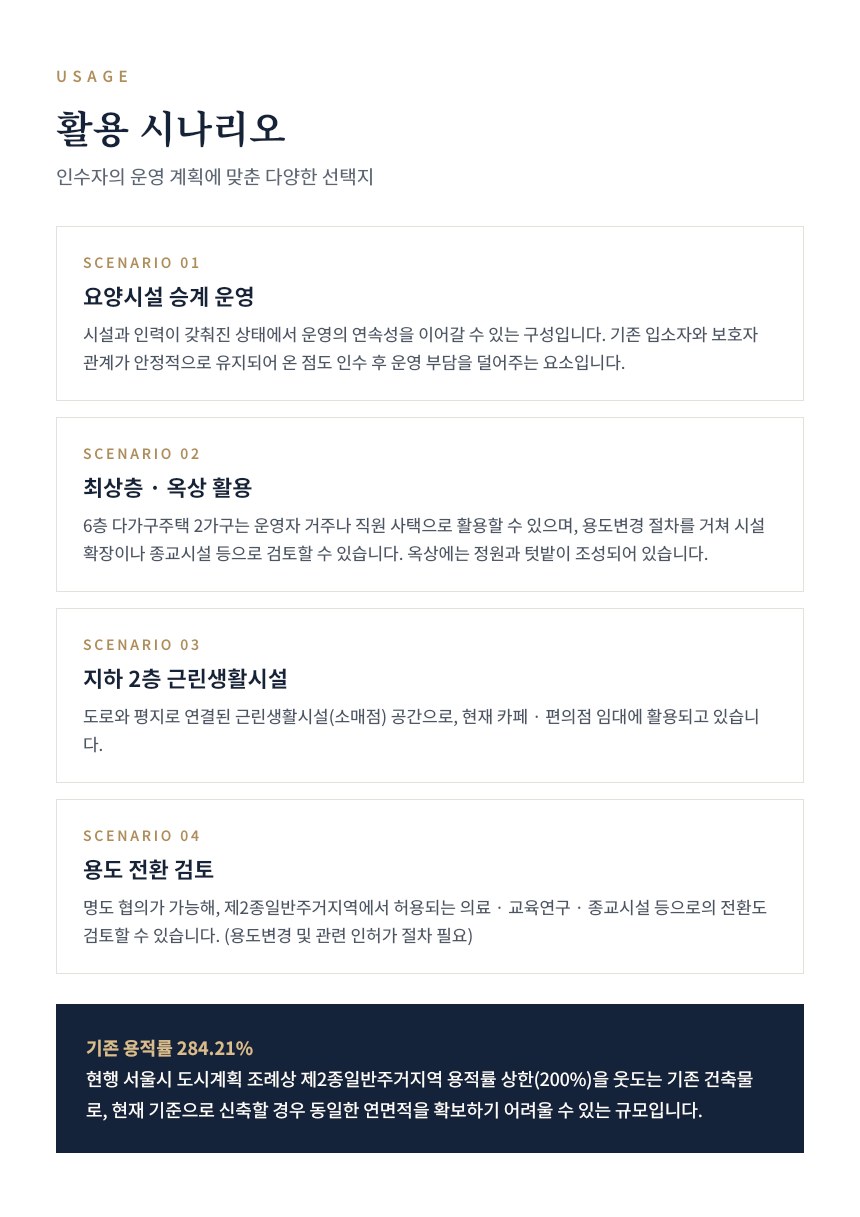 USAGE
활용 시나리오
인수자의 운영 계획에 맞춘 다양한 선택지
SCENARIO 01
요양시설 승계 운영
시설과 인력이 갖춰진 상태에서 운영의 연속성을 이어갈 수 있는 구성입니다. 기존 입소자와 보호자
관계가 안정적으로 유지되어 온 점도 인수 후 운영 부담을 덜어주는 요소입니다.
SCENARIO 02
최상층 · 옥상 활용
6층 다가구주택 2가구는 운영자 거주나 직원 사택으로 활용할 수 있으며, 용도변경 절차를 거쳐 시설
확장이나 종교시설 등으로 검토할 수 있습니다. 옥상에는 정원과 텃밭이 조성되어 있습니다.
SCENARIO 03
지하 2층 근린생활시설
도로와 평지로 연결된 근린생활시설(소매점) 공간으로, 현재 카페 · 편의점 임대에 활용되고 있습니
다.
SCENARIO 04
용도 전환 검토
명도 협의가 가능해, 제2종일반주거지역에서 허용되는 의료 · 교육연구 · 종교시설 등으로의 전환도
검토할 수 있습니다. (용도변경 및 관련 인허가 절차 필요)
기존 용적률 284.21%
현행 서울시 도시계획 조례상 제2종일반주거지역 용적률 상한(200%)을 웃도는 기존 건축물
로, 현재 기준으로 신축할 경우 동일한 연면적을 확보하기 어려울 수 있는 규모입니다.